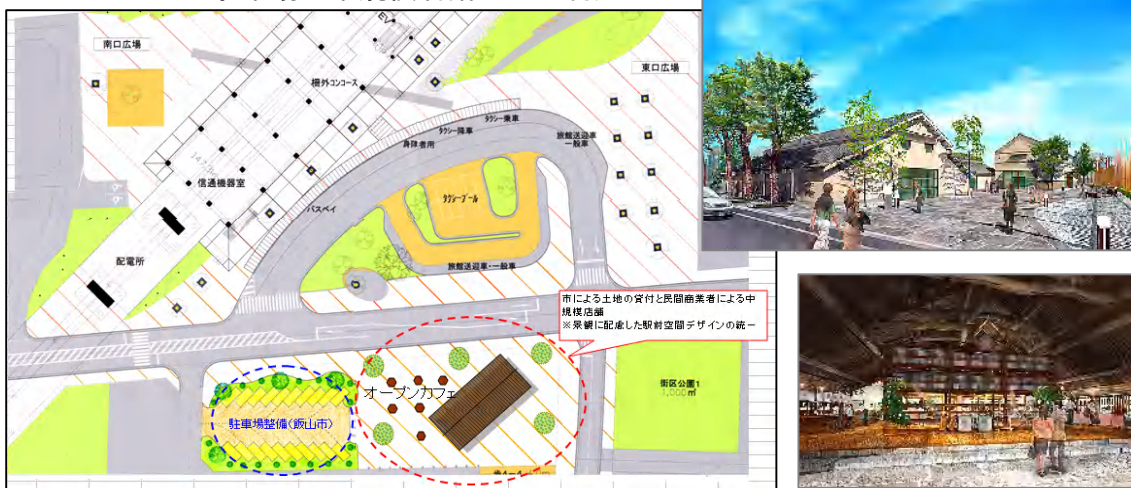 南口広場
EV
柵外コンコース
東口広場
タクシー乗車
タクシー降車
身障者用
旅館送迎車
一般車
信通機器室
バスベイ
タクシープール
配電所
旅館送迎車・一般車
市による土地の貸付と民間商業者による中
規模店舗
※景観に配慮した駅前空間デザインの統一
オープンカフェ
街区公園1
1,000㎡
駐車場整備(飯山市)